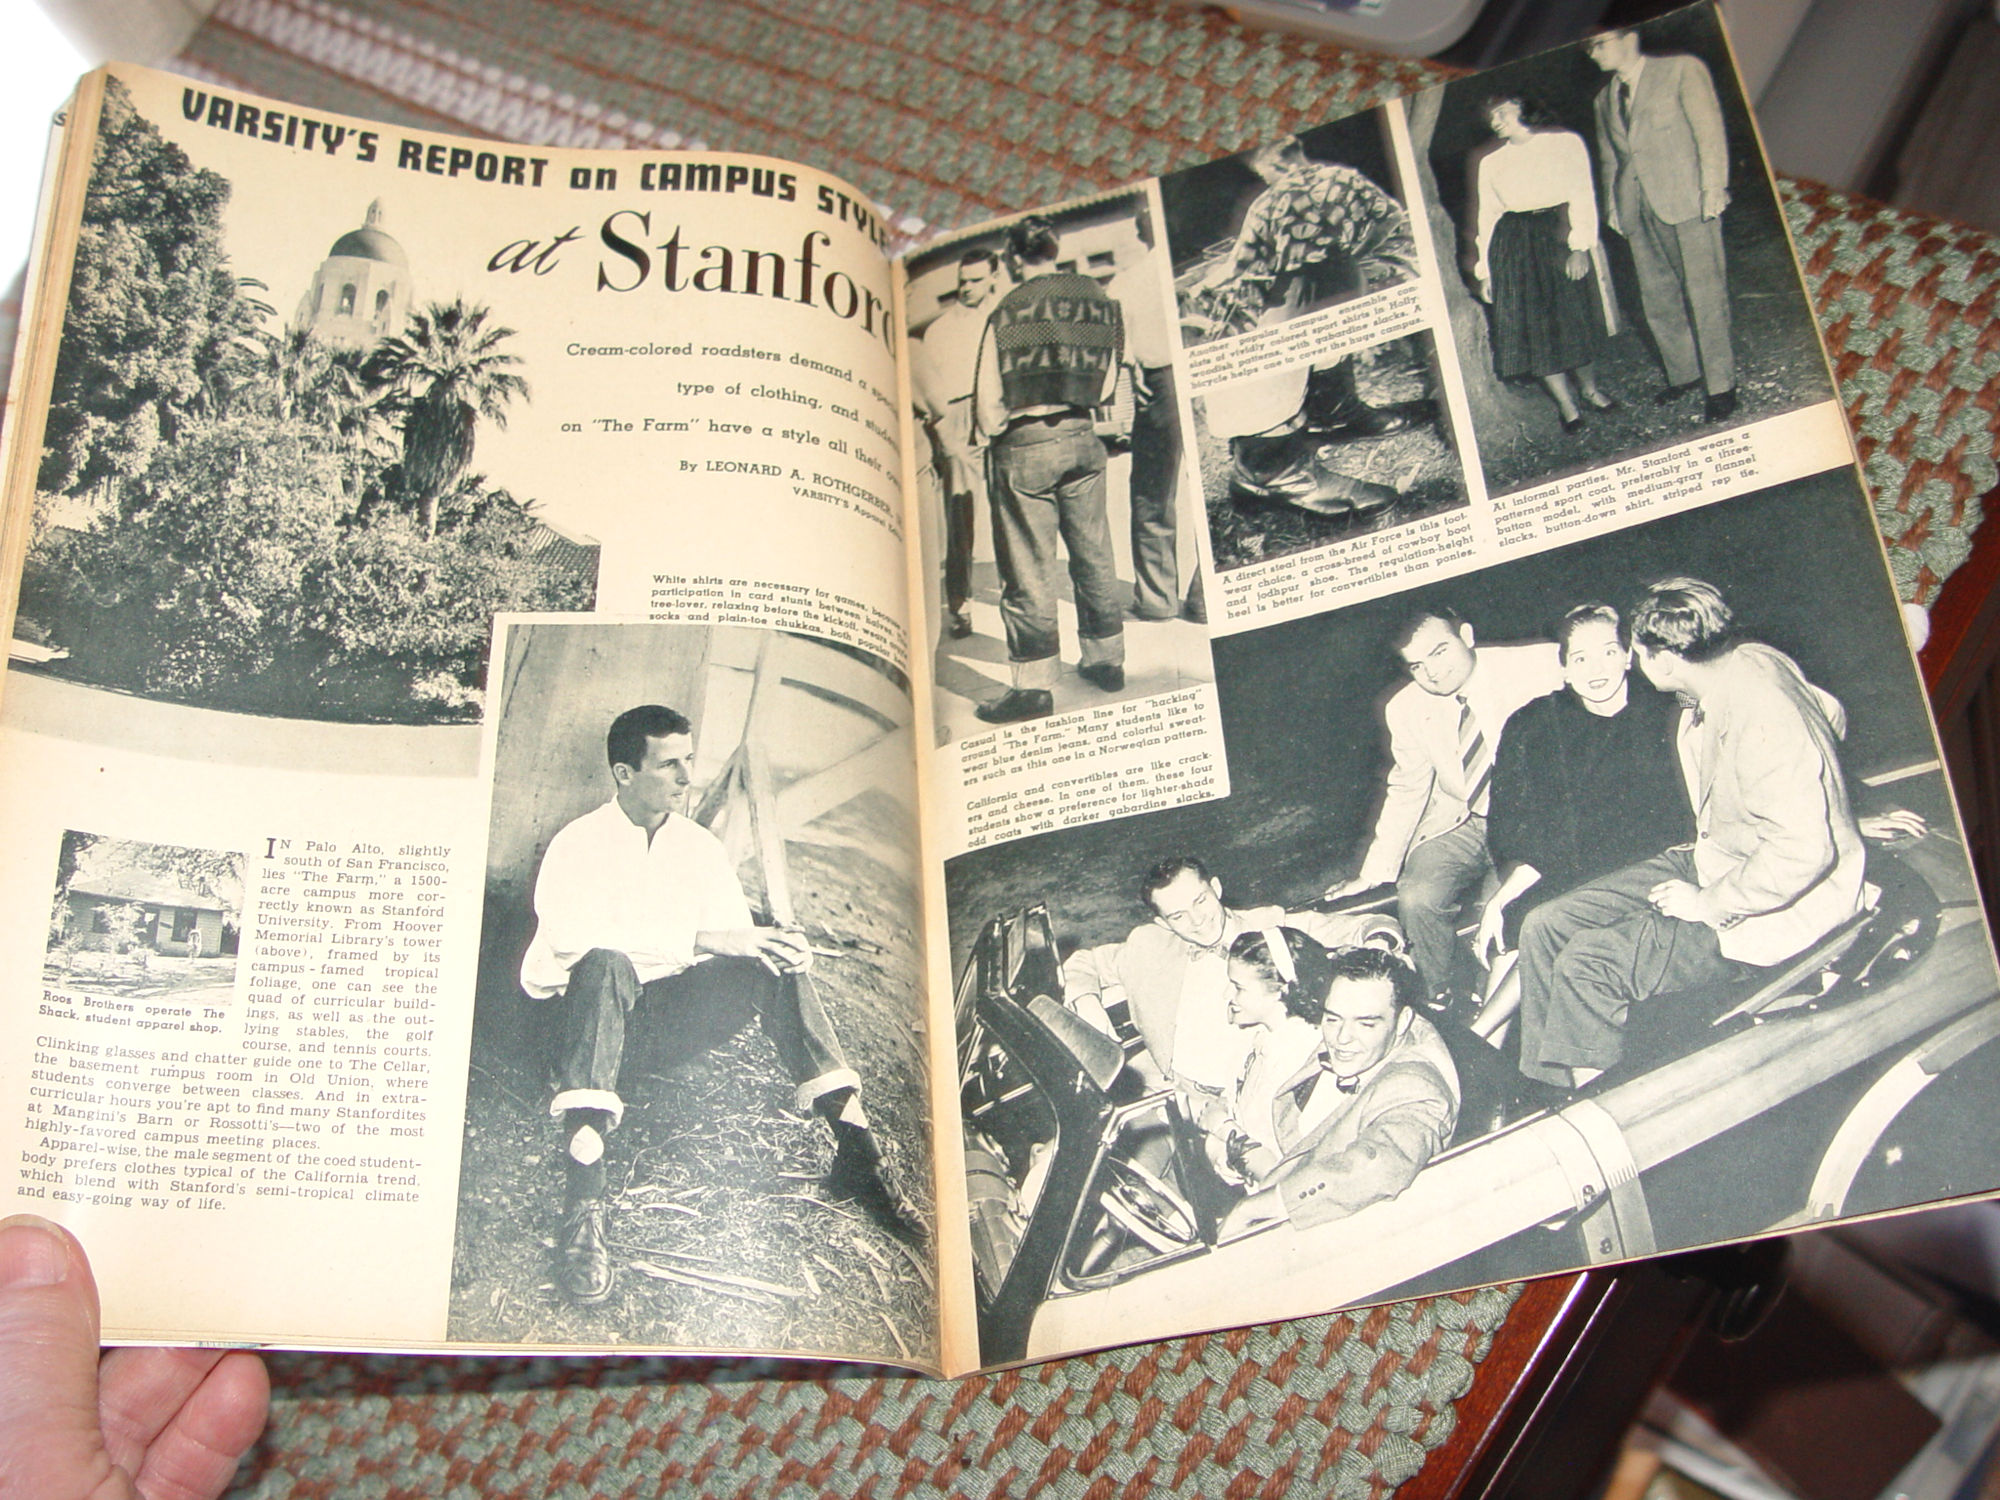 VARSITY'S REPORT on CAMPUS
at
Cream-colored roadsters demand a
type of clothing, and
on "The Farm" have a style all their
By LEONARD A. ROTHGERBER,
VARSITY'S Apparel
White shirts are necessary for games,
participation in card stunts between halves.
tree-lover, relaxing before the kickoff, wears
socks and plain-toe chukkas, both popular
IN Palo Alto, slightly
south of San Francisco,
lies "The Farm," a 1500-
acre campus more cor-
rectly known as Stanford
University. From Hoover
Memorial Library's tower
(above), framed by its
campus-famed tropical
foliage, one can see the
quad of curricular build-
ings, as well as the out-
lying stables, the golf
course, and tennis courts.
Roos Brothers operate The
Shack, student apparel shop.
Clinking glasses and chatter guide one to The Cellar,
the basement rumpus room in Old Union, where
students converge between classes. And in extra-
curricular hours you're apt to find many Stanfordites
at Mangini's Barn or Rossotti's—two of the most
highly-favored campus meeting places.
Apparel-wise, the male segment of the coed student-
body prefers clothes typical of the California trend,
which blend with Stanford's semi-tropical climate
and easy-going way of life.
Another popular campus ensemble con-
sists of vividly colored sport shirts in Holly-
woodish patterns, with gabardine slacks. A
bicycle helps one to cover the huge campus.
A direct steal from the Air Force is this foot-
wear choice, a cross-breed of cowboy boot
and jodhpur shoe. The regulation-height
heel is better for convertibles than ponies.
At informal parties, Mr. Stanford wears a
patterned sport coat, preferably in a three-
button model, with medium-gray flannel
slacks, button-down shirt, striped rep tie.
Casual is the fashion line for "hacking"
around "The Farm." Many students like to
wear blue denim jeans, and colorful sweat-
ers such as this one in a Norwegian pattern.
California and convertibles are like crack-
ers and cheese. In one of them, these four
students show a preference for lighter-shade
odd coats with darker gabardine slacks.
8